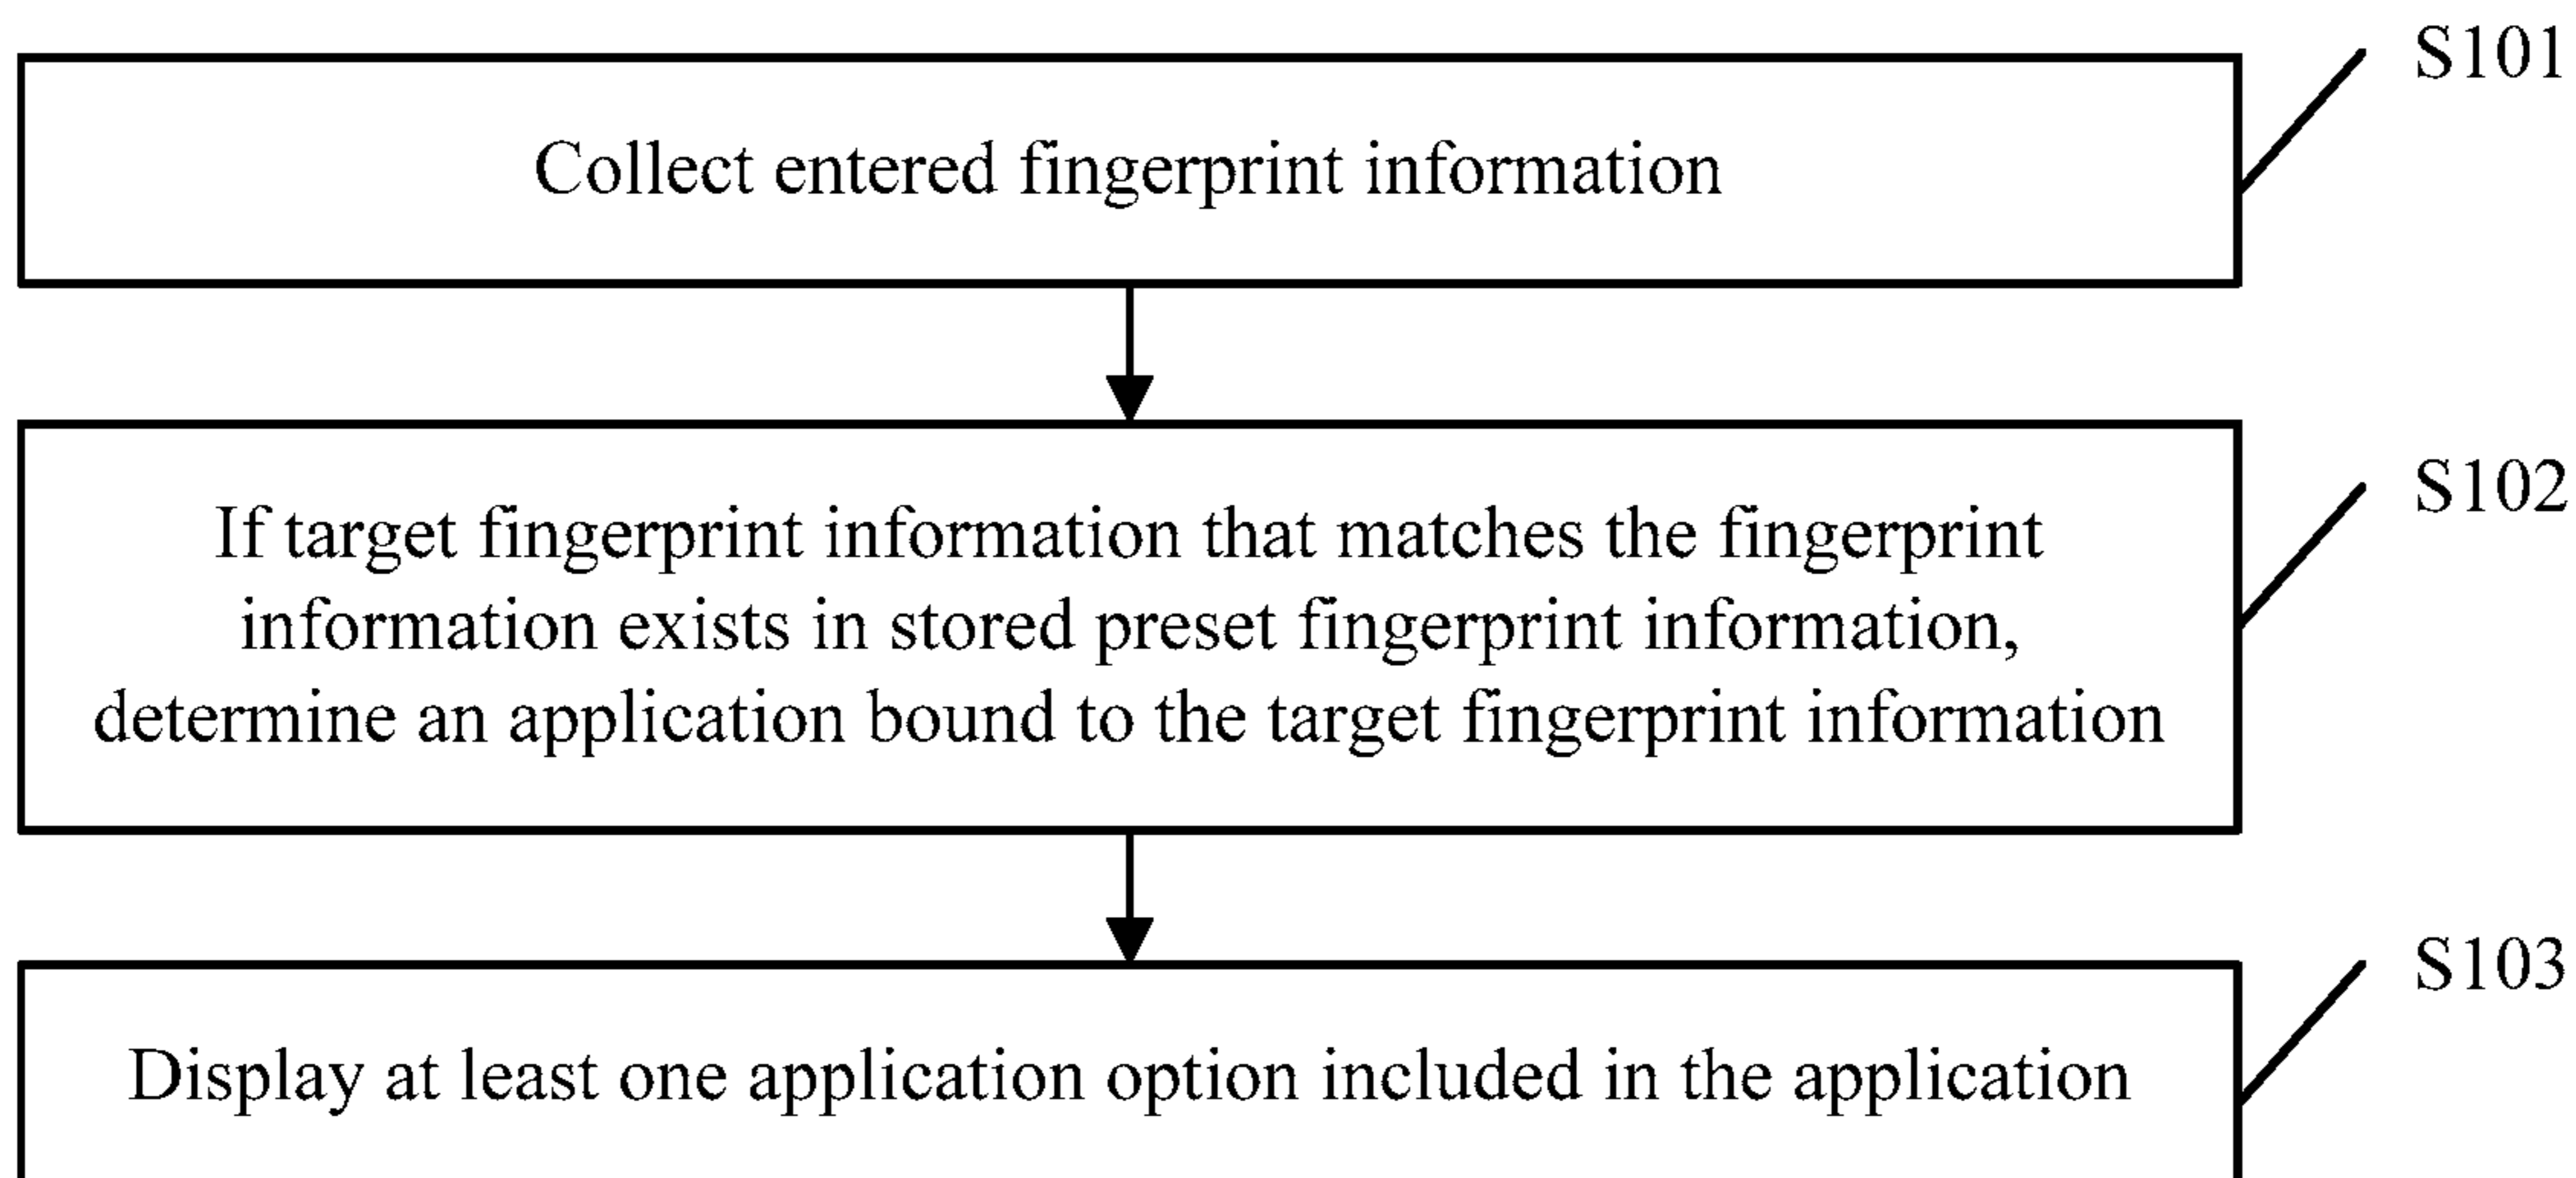 S101
Collect entered fingerprint information
S102
If target fingerprint information that matches the fingerprint
information exists in stored preset fingerprint information,
determine an application bound to the target fingerprint information
S103
Display at least one application option included in the application